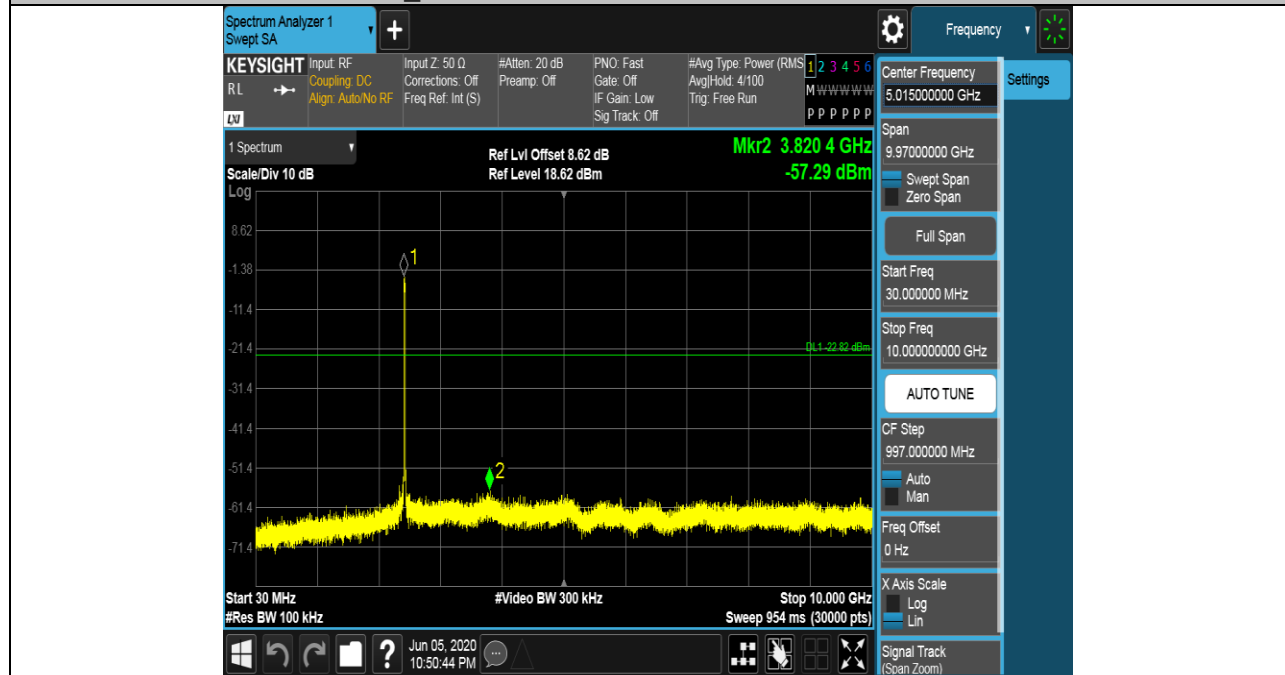 Spectrum Analyzer 1
Swept SA
+
Frequency
KEYSIGHT
RL
LXI
Input: RF
Coupling: DC
Align: Auto/No RF
Input Z: 50 Ω
Corrections: Off
Freq Ref: Int (S)
#Atten: 20 dB
Preamp: Off
PNO: Fast
Gate: Off
IF Gain: Low
Sig Track: Off
#Avg Type: Power (RMS
Avg|Hold: 4/100
Trig: Free Run
1 2 3 4 5 6
M W W W W W
P P P P P P
1 Spectrum
Scale/Div 10 dB
Ref Lvl Offset 8.62 dB
Ref Level 18.62 dBm
Mkr2 3.820 4 GHz
-57.29 dBm
Log
8.62
-1.38
-11.4
-21.4
-31.4
-41.4
-51.4
-61.4
-71.4
1
2
DL1 -22.82 dBm
Start 30 MHz
#Res BW 100 kHz
#Video BW 300 kHz
Stop 10.000 GHz
Sweep 954 ms (30000 pts)
Center Frequency
5.015000000 GHz
Settings
Span
9.97000000 GHz
Swept Span
Zero Span
Full Span
Start Freq
30.000000 MHz
Stop Freq
10.000000000 GHz
AUTO TUNE
CF Step
997.000000 MHz
Auto
Man
Freq Offset
0 Hz
X Axis Scale
Log
Lin
Signal Track
(Span Zoom)
?
Jun 05, 2020
10:50:44 PM